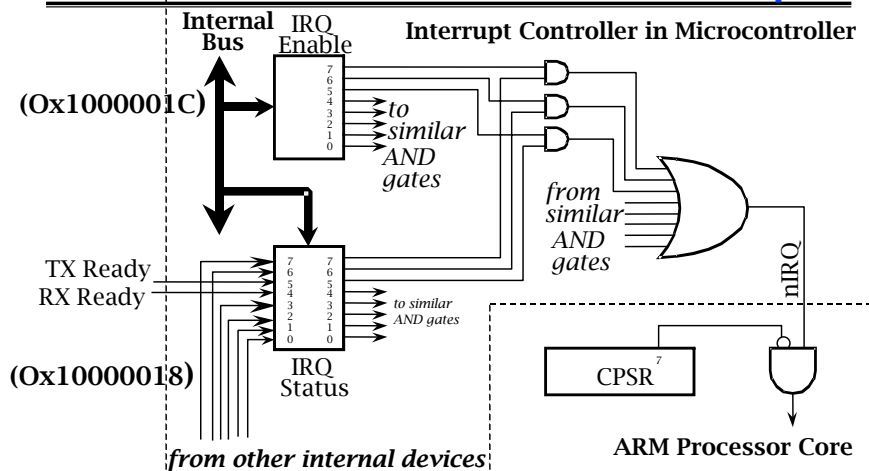 Interrupt Controller in Microcontroller
Internal
Bus
IRQ
Enable
(Ox1000001C)
7
6
5
4
3
2
1
0
to
similar
AND
gates
from
similar
AND
gates
nIRQ
TX Ready
RX Ready
7
6
5
4
3
2
1
0
7
6
5
4
3
2
1
0
to similar
AND gates
IRQ
Status
(Ox10000018)
from other internal devices
CPSR
7
ARM Processor Core